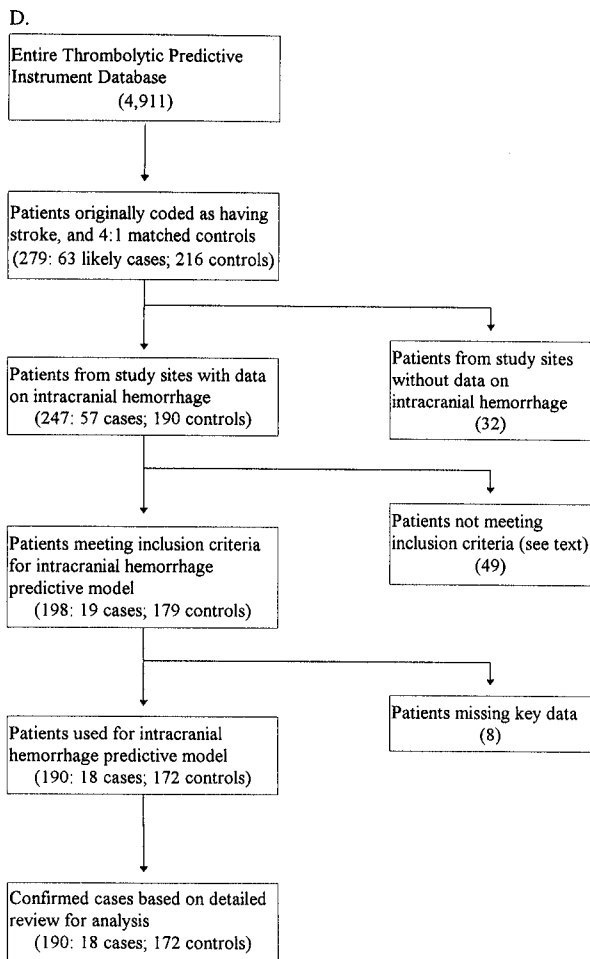 D.
Entire Thrombolytic Predictive
Instrument Database
(4,911)
Patients originally coded as having
stroke, and 4:1 matched controls
(279: 63 likely cases; 216 controls)
Patients from study sites with data
on intracranial hemorrhage
(247: 57 cases; 190 controls)
Patients from study sites
without data on
intracranial hemorrhage
(32)
Patients not meeting
inclusion criteria (see text)
(49)
Patients meeting inclusion criteria
for intracranial hemorrhage
predictive model
(198: 19 cases; 179 controls)
Patients missing key data
(8)
Patients used for intracranial
hemorrhage predictive model
(190: 18 cases; 172 controls)
Confirmed cases based on detailed
review for analysis
(190: 18 cases; 172 controls)